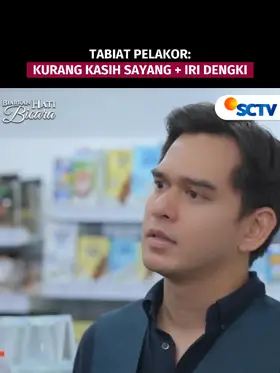 TABIAT PELAKOR:
KURANG KASIH SAYANG + IRI DENGKI
BIARKAN HATI
Bicara
SCTV